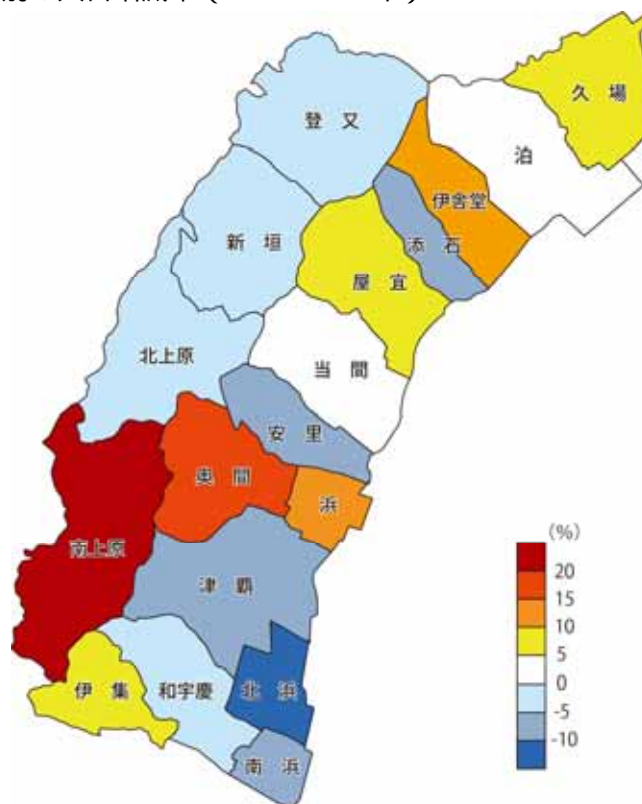 久場
泊
登又
伊舎堂
添石
新垣
屋宜
北上原
当間
安里
奥間
浜
南上原
津覇
伊集
和宇慶
北浜
南浜
(%)
20
15
10
5
0
-5
-10